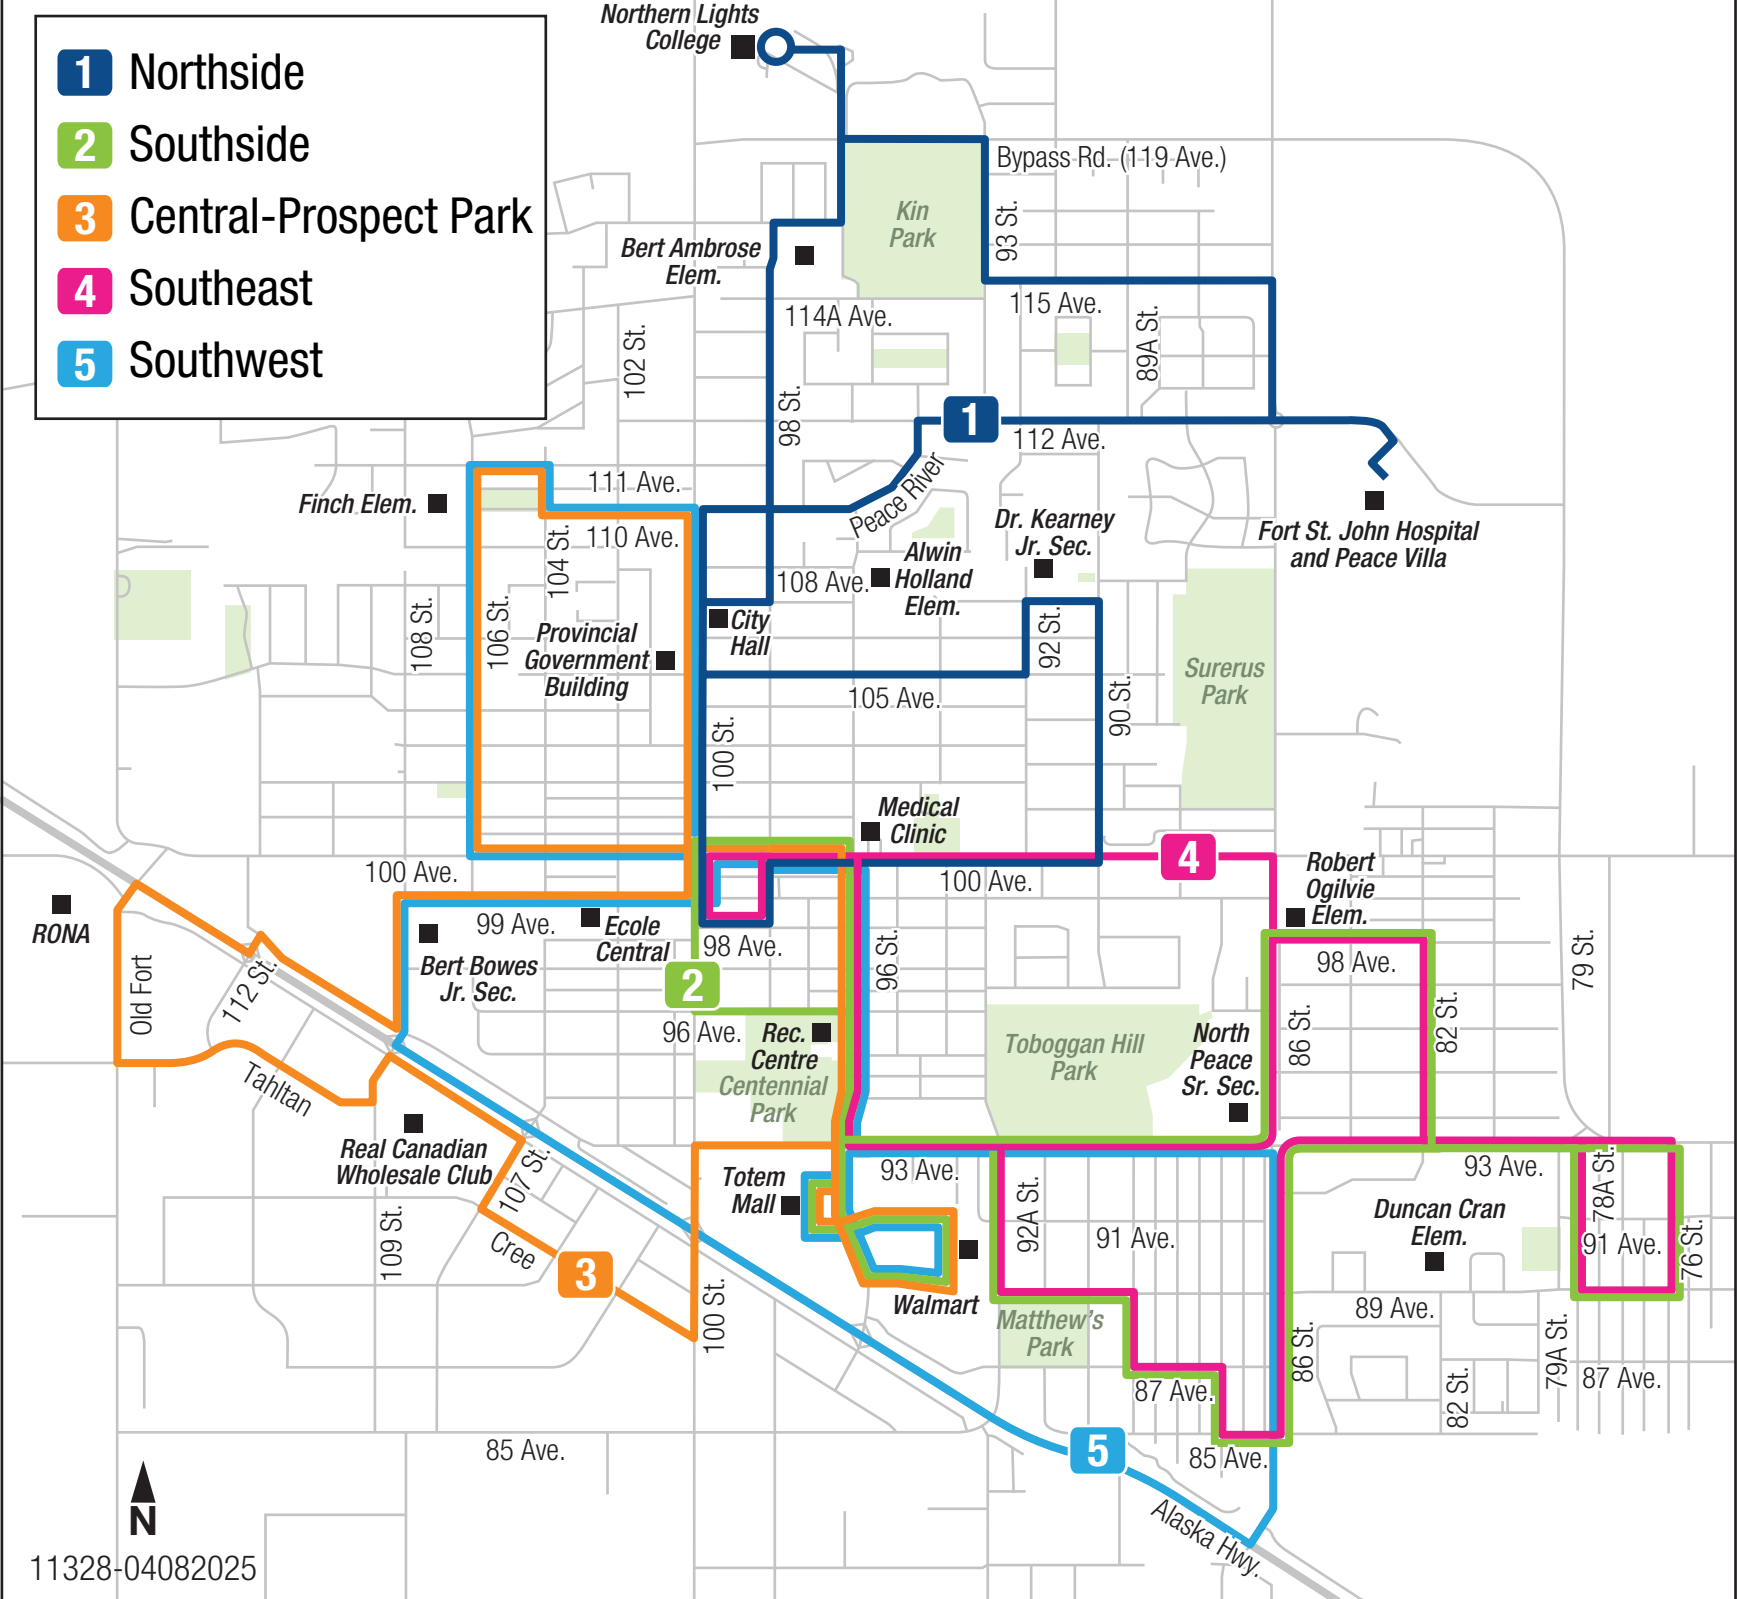 Northern Lights
College
1 Northside
2 Southside
3 Central-Prospect Park
4 Southeast
5 Southwest
Bypass Rd. (119 Ave.)
Kin
Park
93 St.
Bert Ambrose
Elem.
114A Ave.
115 Ave.
89A St.
102 St.
98 St.
1
112 Ave.
Peace River
111 Ave.
Finch Elem.
110 Ave.
104 St.
Dr. Kearney
Jr. Sec.
Fort St. John Hospital
and Peace Villa
Alwin
Holland
Elem.
108 Ave.
City
Hall
108 St.
106 St.
Provincial
Government
Building
92 St.
90 St.
Surerus
Park
105 Ave.
100 St.
Medical
Clinic
4
100 Ave.
100 Ave.
Robert
Ogilvie
Elem.
RONA
99 Ave.
Ecole
Central
98 Ave.
96 St.
98 Ave.
79 St.
Old Fort
112 St.
Bert Bowes
Jr. Sec.
2
96 Ave.
Rec.
Centre
Centennial
Park
Toboggan Hill
Park
North
Peace
Sr. Sec.
86 St.
82 St.
Tahltan
Real Canadian
Wholesale Club
107 St.
Totem
Mall
93 Ave.
93 Ave.
92A St.
91 Ave.
Duncan Cran
Elem.
78A St.
91 Ave.
76 St.
109 St.
Cree
3
Walmart
100 St.
Matthew's
Park
89 Ave.
86 St.
79A St.
87 Ave.
87 Ave.
82 St.
85 Ave.
5
85 Ave.
Alaska Hwy.
N
11328-04082025